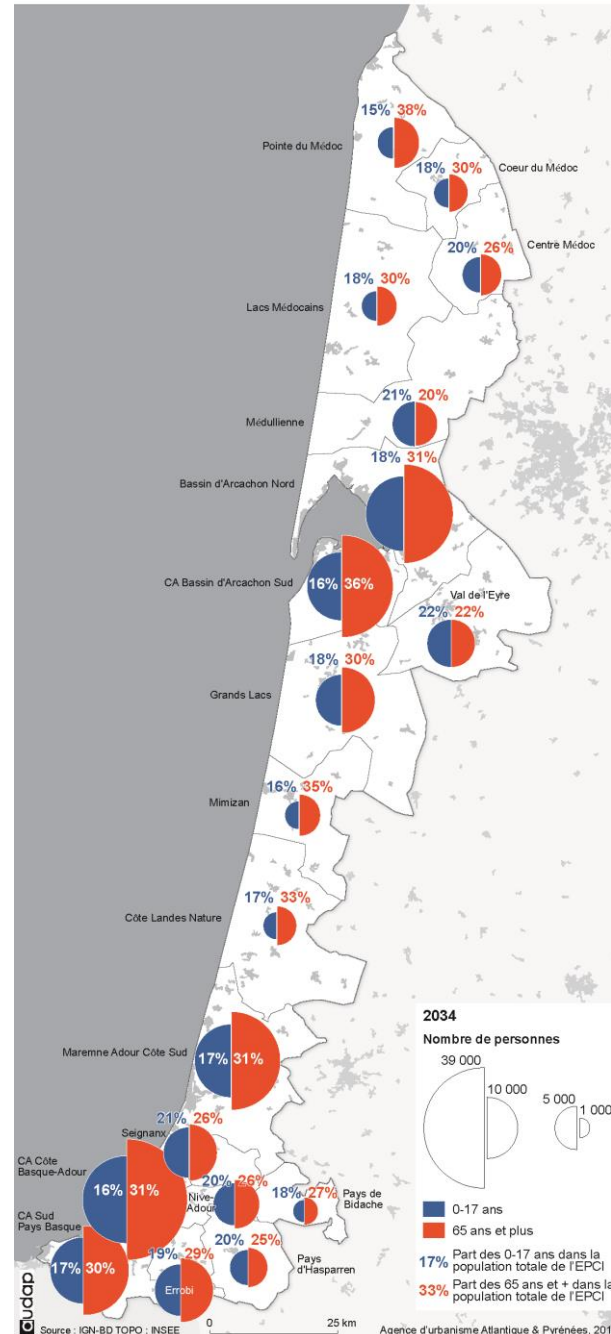 15% 38%
Pointe du Médoc
18% 30%
Coeur du Médoc
20% 26%
Centre Médoc
18% 30%
Lacs Médocains
21% 20%
Médullienne
18% 31%
Bassin d'Arcachon Nord
CA Bassin d'Arcachon Sud
16% 36%
Val de l'Eyre
22% 22%
18% 30%
Grands Lacs
16% 35%
Mimizan
17% 33%
Côte Landes Nature
Maremne Adour Côte Sud
17% 31%
21% 26%
Seignanx
CA Côte
Basque-Adour
16% 31%
20% 26%
Nive-
Adour
18% 27%
Pays de
Bidache
CA Sud
Pays Basque
17% 30%
19% 29%
Errobi
20% 25%
Pays
d'Hasparren
2034
Nombre de personnes
39 000
10 000
5 000
1 000
0-17 ans
65 ans et plus
17% Part des 0-17 ans dans la
population totale de l'EPCI
33% Part des 65 ans et + dans la
population totale de l'EPCI
audap
Source : IGN-BD TOPO ; INSEE
0 25 km
Agence d'urbanisme Atlantique & Pyrénées,